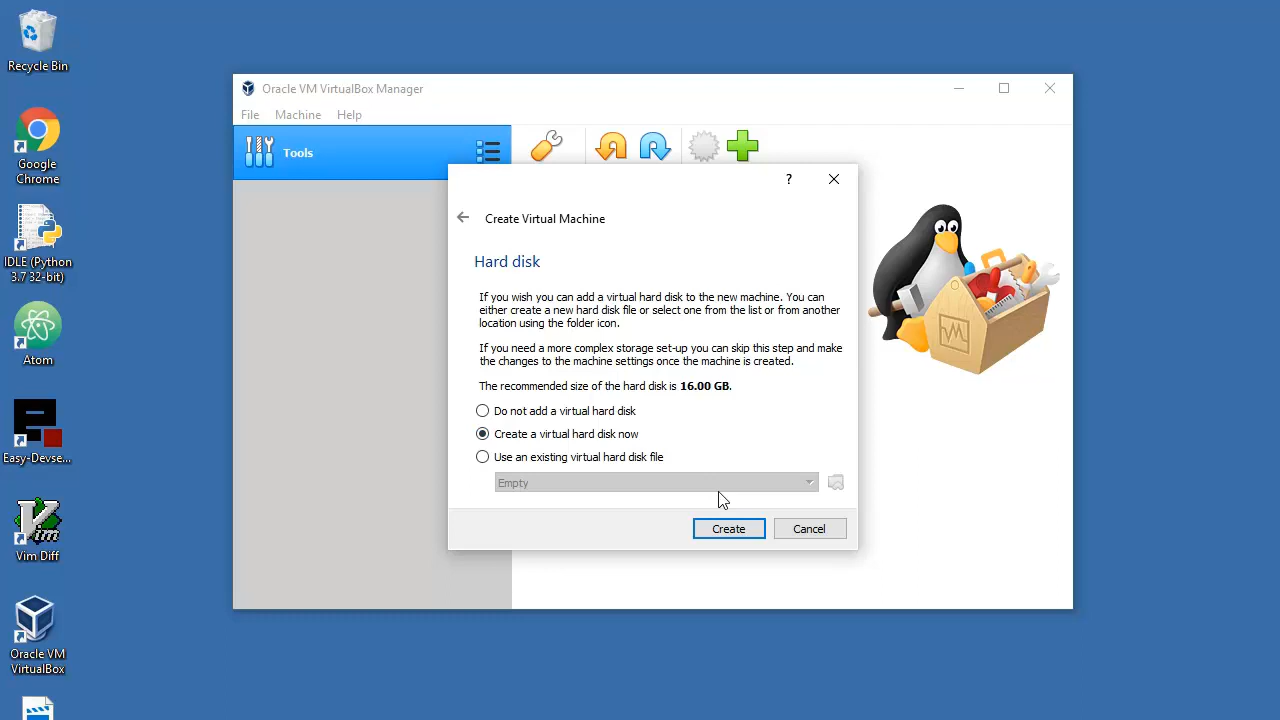 Recycle Bin
Google
Chrome
IDLE (Python
3.7 32-bit)
Atom
Easy-Devse...
Vim Diff
Oracle VM
VirtualBox
Oracle VM VirtualBox Manager
File Machine Help
Tools
?
Create Virtual Machine
Hard disk
If you wish you can add a virtual hard disk to the new machine. You can
either create a new hard disk file or select one from the list or from another
location using the folder icon.
If you need a more complex storage set-up you can skip this step and make
the changes to the machine settings once the machine is created.
The recommended size of the hard disk is 16.00 GB.
Do not add a virtual hard disk
Create a virtual hard disk now
Use an existing virtual hard disk file
Empty
Create Cancel